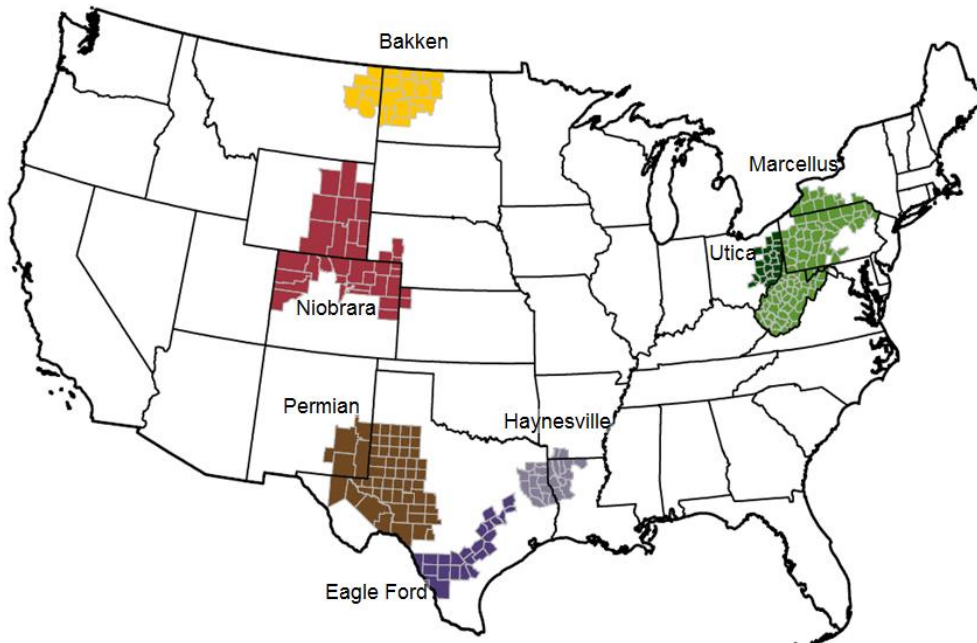 Bakken
Marcellus
Utica
Niobrara
Permian
Haynesville
Eagle Ford